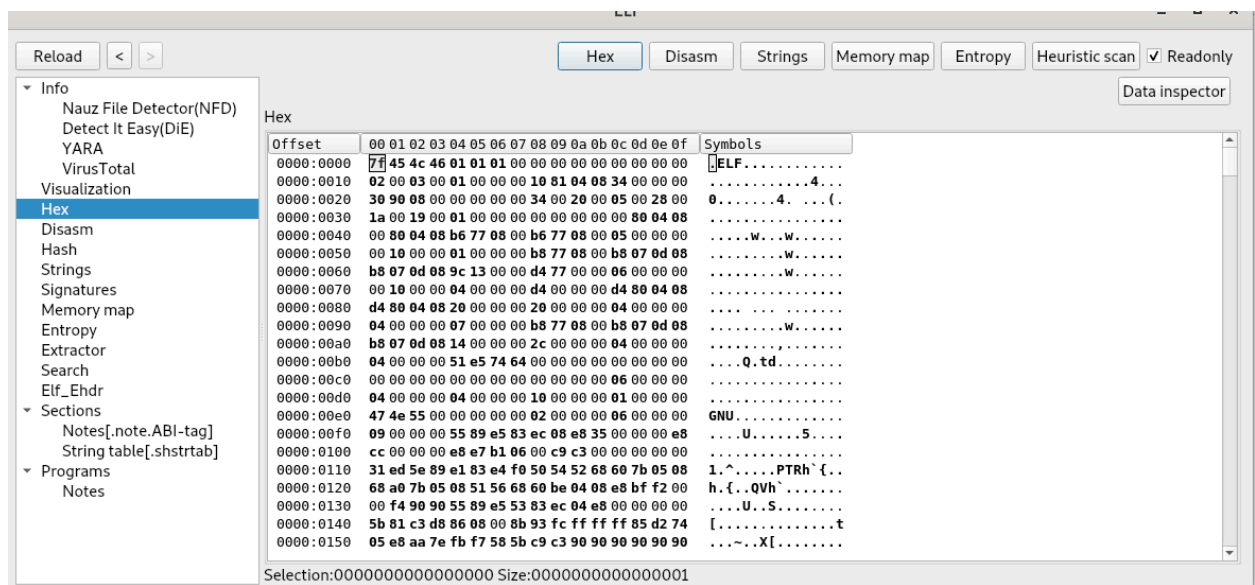 ELF
Reload < > Hex Disasm Strings Memory map Entropy Heuristic scan Readonly
Data inspector
Info
Nauz File Detector(NFD)
Detect It Easy(DiE)
YARA
VirusTotal
Visualization
Hex
Disasm
Hash
Strings
Signatures
Memory map
Entropy
Extractor
Search
Elf_Ehdr
Sections
Notes[.note.ABI-tag]
String table[.shstrtab]
Programs
Notes
Hex
Offset 00 01 02 03 04 05 06 07 08 09 0a 0b 0c 0d 0e 0f Symbols
0000:0000 7f 45 4c 46 01 01 01 00 00 00 00 00 00 00 00 00 .ELF............
0000:0010 02 00 03 00 01 00 00 00 10 81 04 08 34 00 00 00 ............4...
0000:0020 30 90 08 00 00 00 00 00 34 00 20 00 05 00 28 00 0.......4. ...(.
0000:0030 1a 00 19 00 01 00 00 00 00 00 00 00 00 80 04 08 ................
0000:0040 00 80 04 08 b6 77 08 00 b6 77 08 00 05 00 00 00 .....w...w......
0000:0050 00 10 00 00 01 00 00 00 b8 77 08 00 b8 07 0d 08 .........w......
0000:0060 b8 07 0d 08 9c 13 00 00 d4 77 00 00 06 00 00 00 .........w......
0000:0070 00 10 00 00 04 00 00 00 d4 00 00 00 d4 80 04 08 ................
0000:0080 d4 80 04 08 20 00 00 00 20 00 00 00 04 00 00 00 .... ... .......
0000:0090 04 00 00 00 07 00 00 00 b8 77 08 00 b8 07 0d 08 .........w......
0000:00a0 b8 07 0d 08 14 00 00 00 2c 00 00 00 04 00 00 00 ........,.......
0000:00b0 04 00 00 00 51 e5 74 64 00 00 00 00 00 00 00 00 ....Q.td........
0000:00c0 00 00 00 00 00 00 00 00 00 00 00 00 06 00 00 00 ................
0000:00d0 04 00 00 00 04 00 00 00 10 00 00 00 01 00 00 00 ................
0000:00e0 47 4e 55 00 00 00 00 00 02 00 00 00 06 00 00 00 GNU.............
0000:00f0 09 00 00 00 55 89 e5 83 ec 08 e8 35 00 00 00 e8 ....U......5....
0000:0100 cc 00 00 00 e8 e7 b1 06 00 c9 c3 00 00 00 00 00 ................
0000:0110 31 ed 5e 89 e1 83 e4 f0 50 54 52 68 60 7b 05 08 1.^.....PTRh`{..
0000:0120 68 a0 7b 05 08 51 56 68 60 be 04 08 e8 bf f2 00 h.{..QVh`.......
0000:0130 00 f4 90 90 55 89 e5 53 83 ec 04 e8 00 00 00 00 ....U..S........
0000:0140 5b 81 c3 d8 86 08 00 8b 93 fc ff ff ff 85 d2 74 [..............t
0000:0150 05 e8 aa 7e fb f7 58 5b c9 c3 90 90 90 90 90 90 ...~..X[........
Selection:0000000000000000 Size:0000000000000001